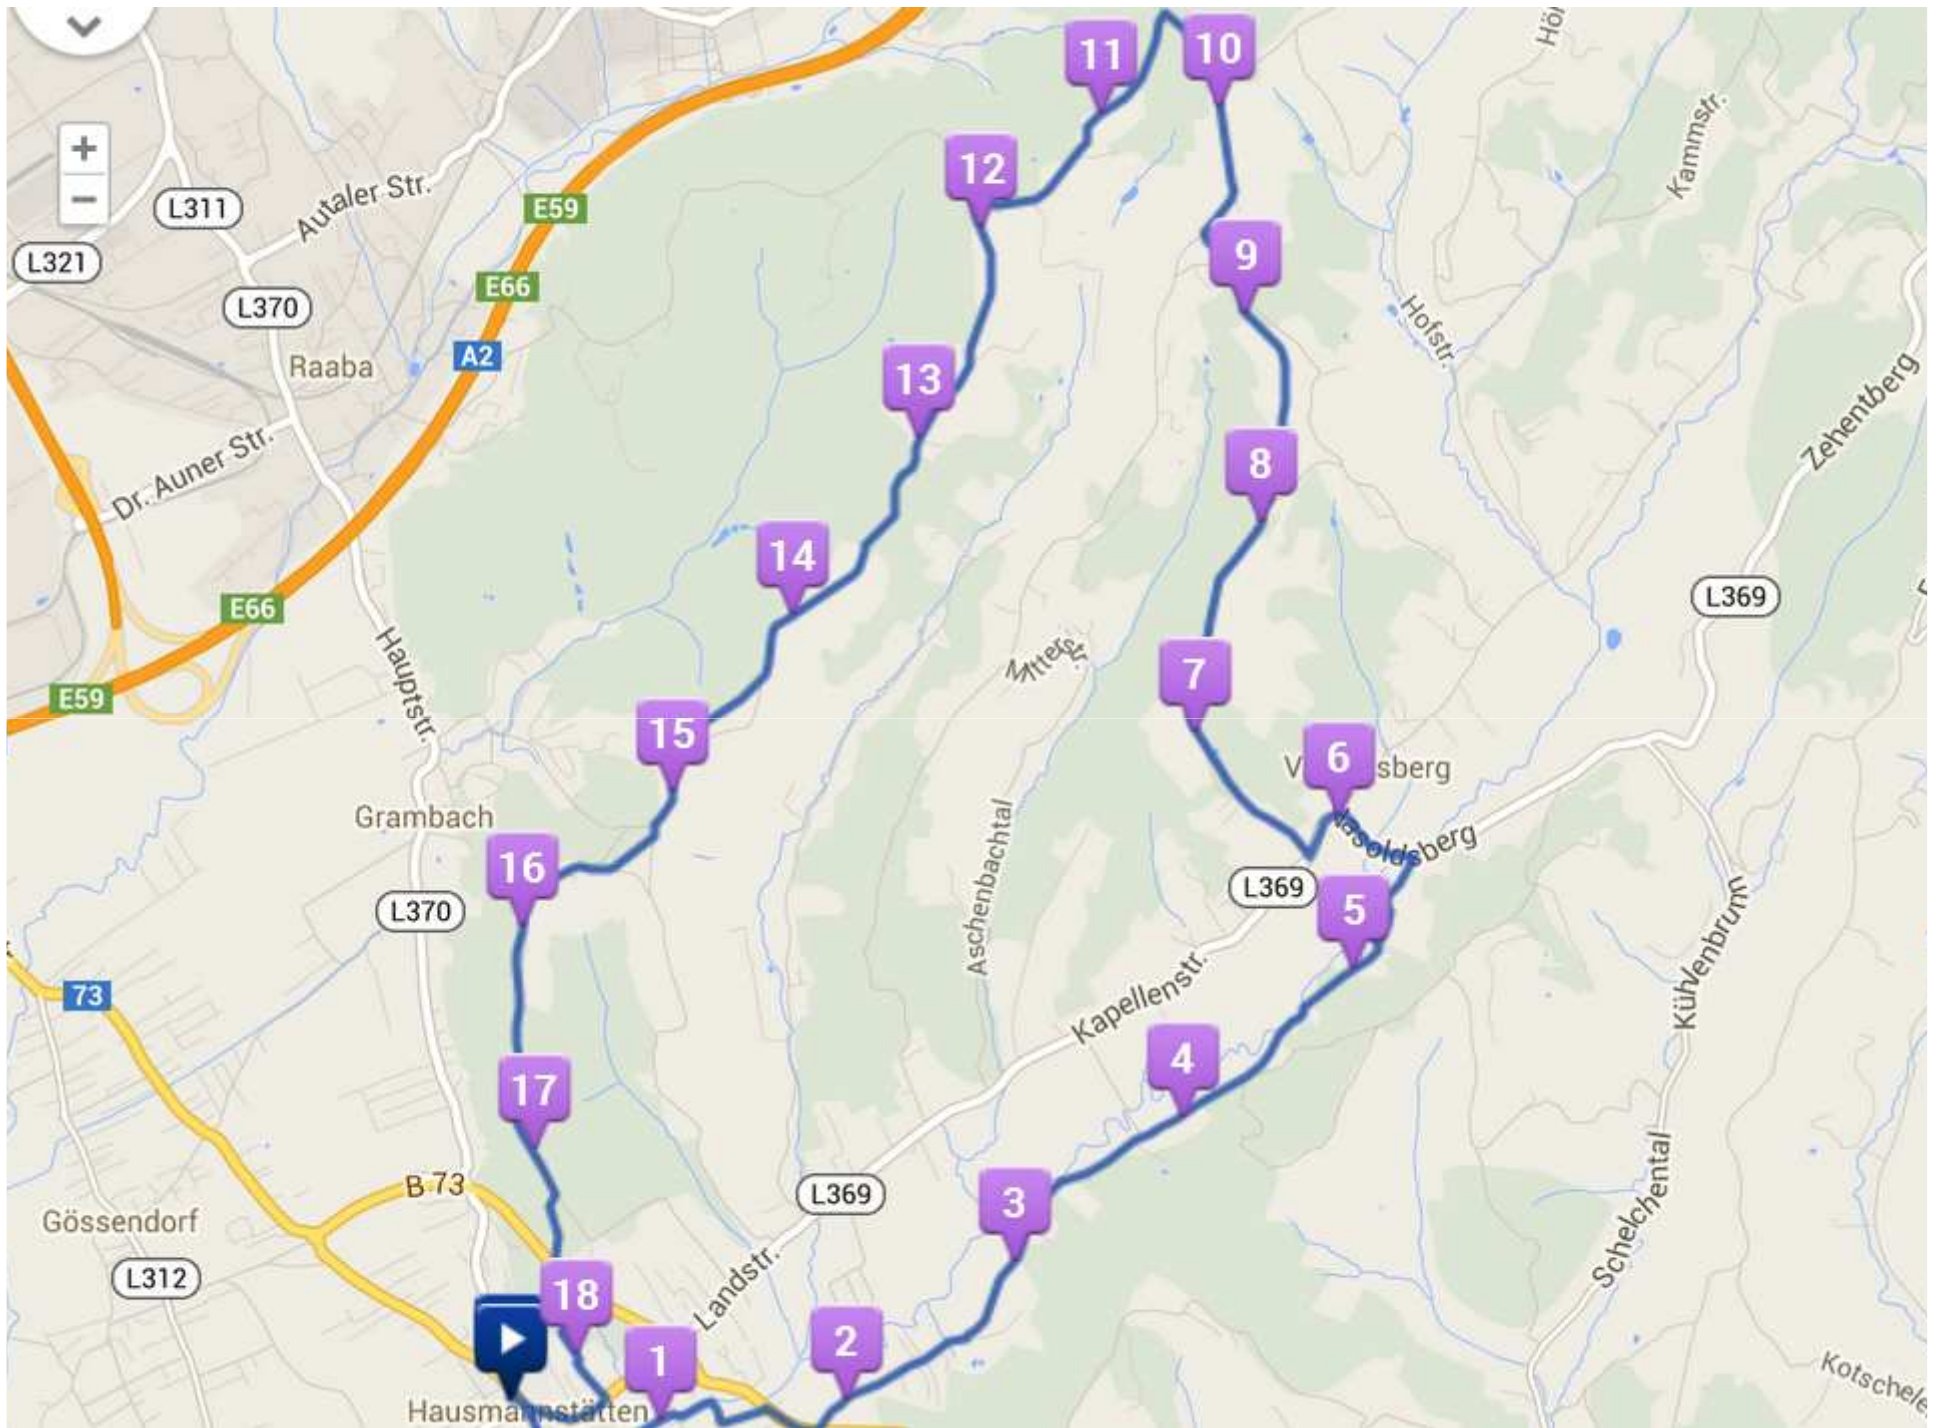 11
10
12
+
−
L311
Autaler Str.
E59
Kammstr.
L321
L370
E66
9
Hofstr.
A2
Raaba
13
Zehentberg
Dr. Auner Str.
8
14
L369
E66
Hauptstr.
Mitterstr.
7
E59
15
6
Grambach
16
Aschenbachtal
L369
5
L370
73
Kapellenstr.
Kühlenbrunn
4
17
B 73
L369
3
Schelchental
Gössendorf
L312
18
Landstr.
1
2
Hausmannstätten